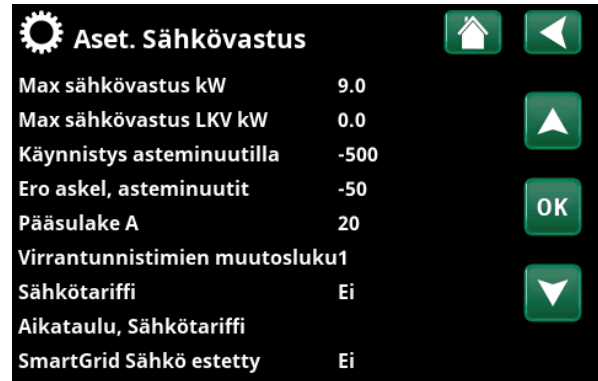 Aset. Sähkövastus
Max sähkövastus kW 9.0
Max sähkövastus LKV kW 0.0
Käynnistys asteminuutilla -500
Ero askel, asteminuutit -50
OK
Pääsulake A 20
Virrantunnistimien muutosluku1
Sähkötariffi Ei
Aikataulu, Sähkötariffi
SmartGrid Sähkö estetty Ei